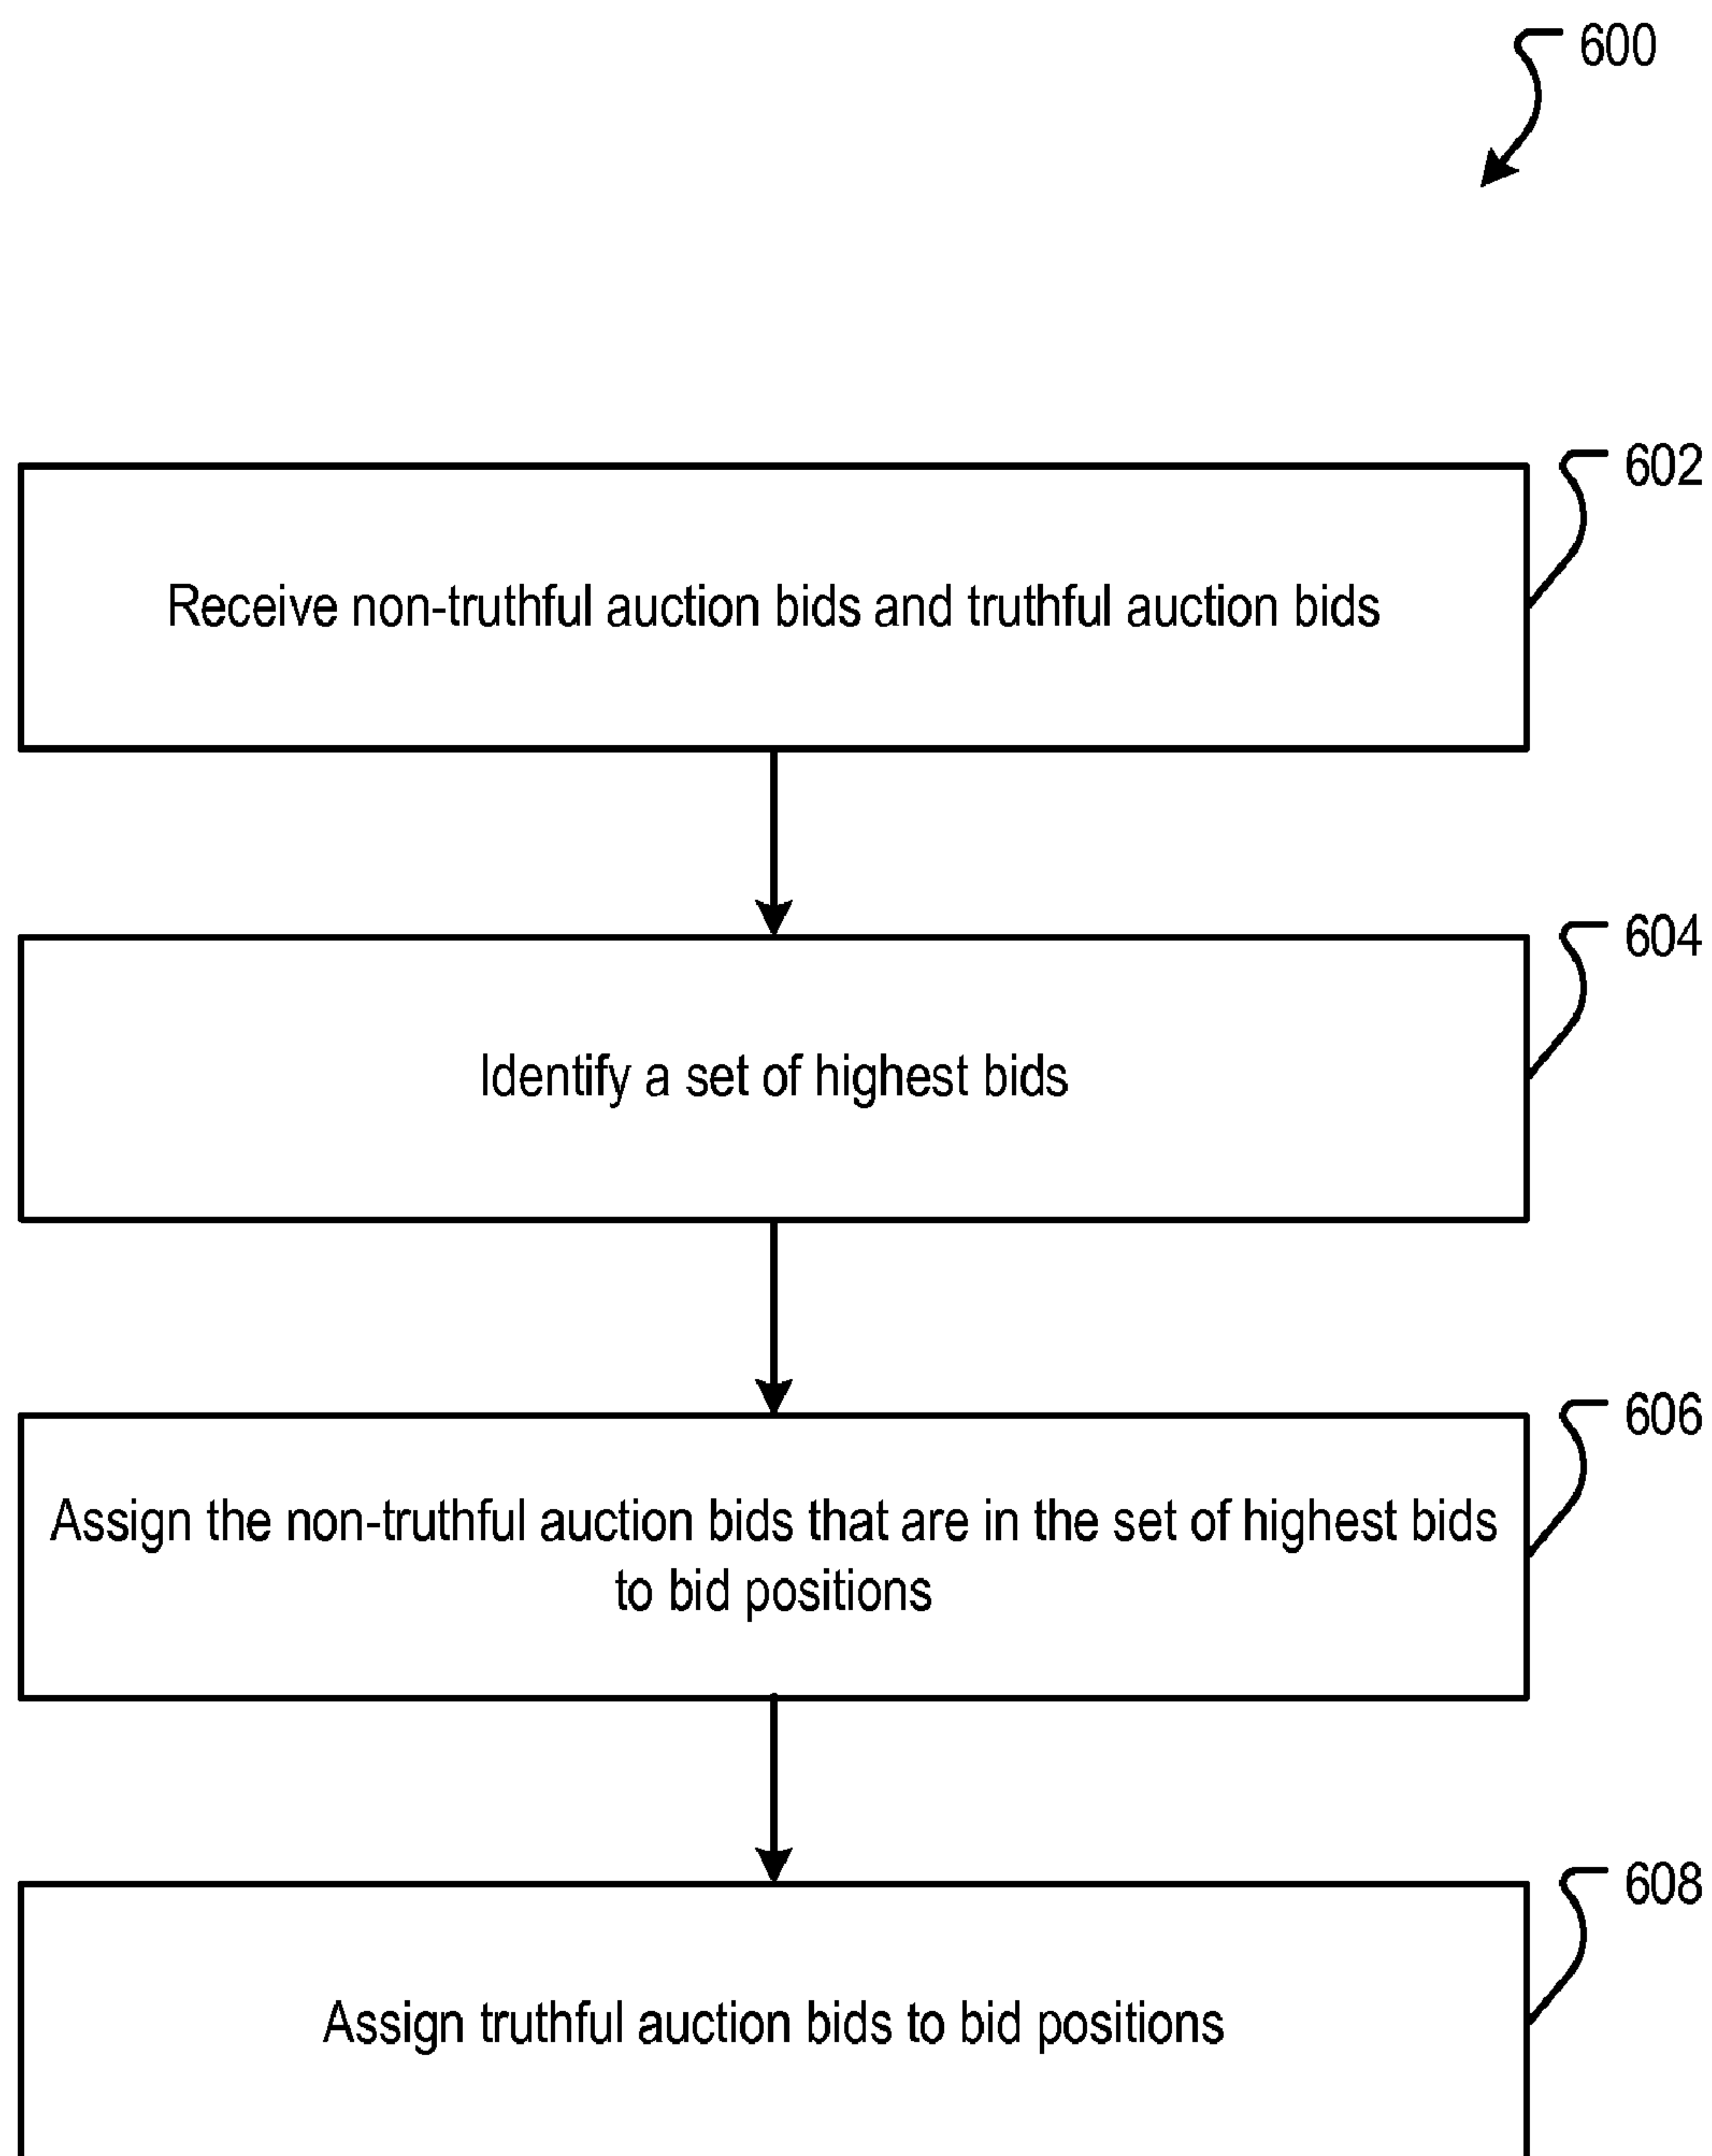 600
602
Receive non-truthful auction bids and truthful auction bids
604
Identify a set of highest bids
606
Assign the non-truthful auction bids that are in the set of highest bids
to bid positions
608
Assign truthful auction bids to bid positions